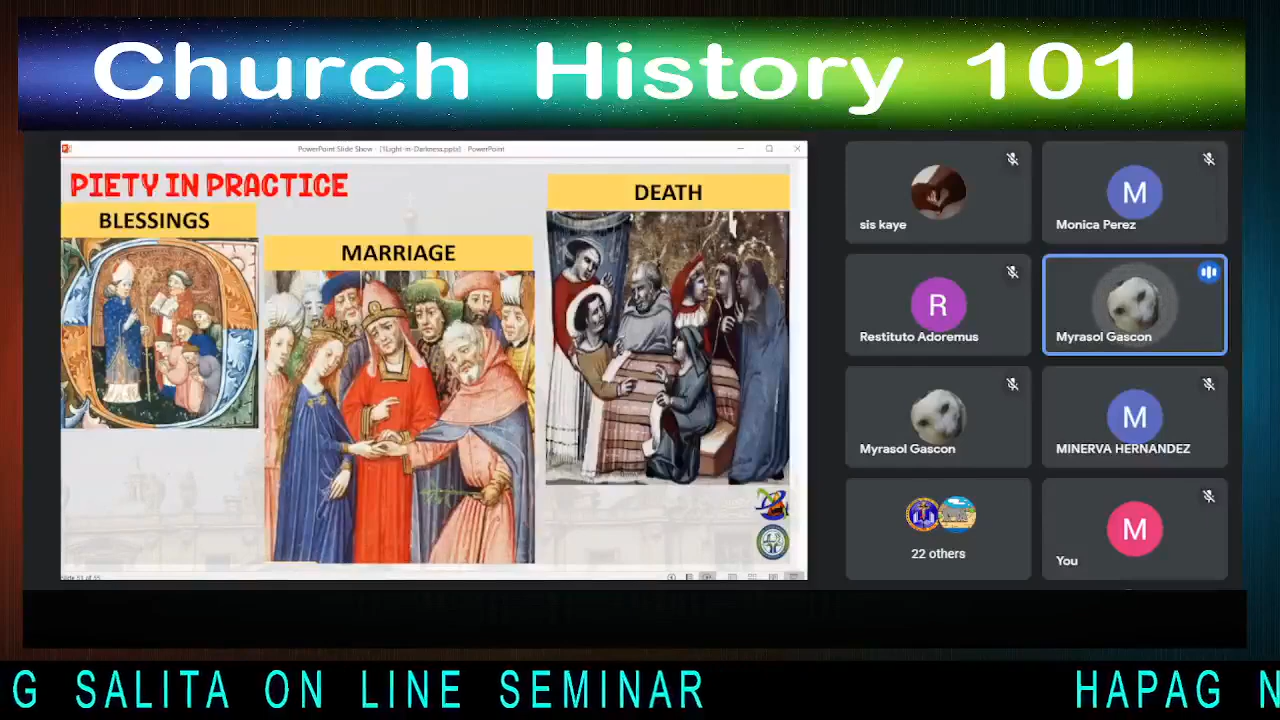 Church History 101
PowerPoint Slide Show - [1Light-in-Darkness.pptx] - PowerPoint
PIETY IN PRACTICE
BLESSINGS
MARRIAGE
DEATH
sis kaye
M
Monica Perez
R
Restituto Adoremus
Myrasol Gascon
Myrasol Gascon
M
MINERVA HERNANDEZ
22 others
M
You
G SALITA ON LINE SEMINAR
HAPAG N